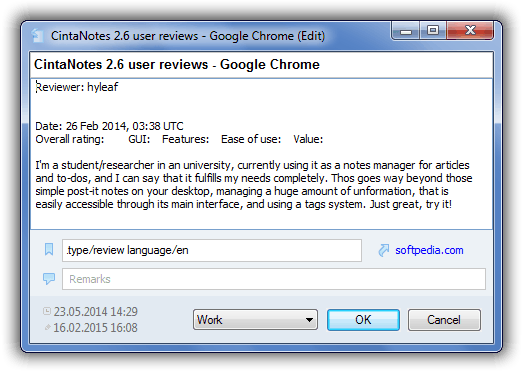 CintaNotes 2.6 user reviews - Google Chrome (Edit)
CintaNotes 2.6 user reviews - Google Chrome
Reviewer: hyleaf
Date: 26 Feb 2014, 03:38 UTC
Overall rating: GUI: Features: Ease of use: Value:
I'm a student/researcher in an university, currently using it as a notes manager for articles
and to-dos, and I can say that it fulfills my needs completely. Thos goes way beyond those
simple post-it notes on your desktop, managing a huge amount of unformation, that is
easily accessible through its main interface, and using a tags system. Just great, try it!
.type/review language/en
softpedia.com
Remarks
23.05.2014 14:29
16.02.2015 16:08
Work
OK
Cancel